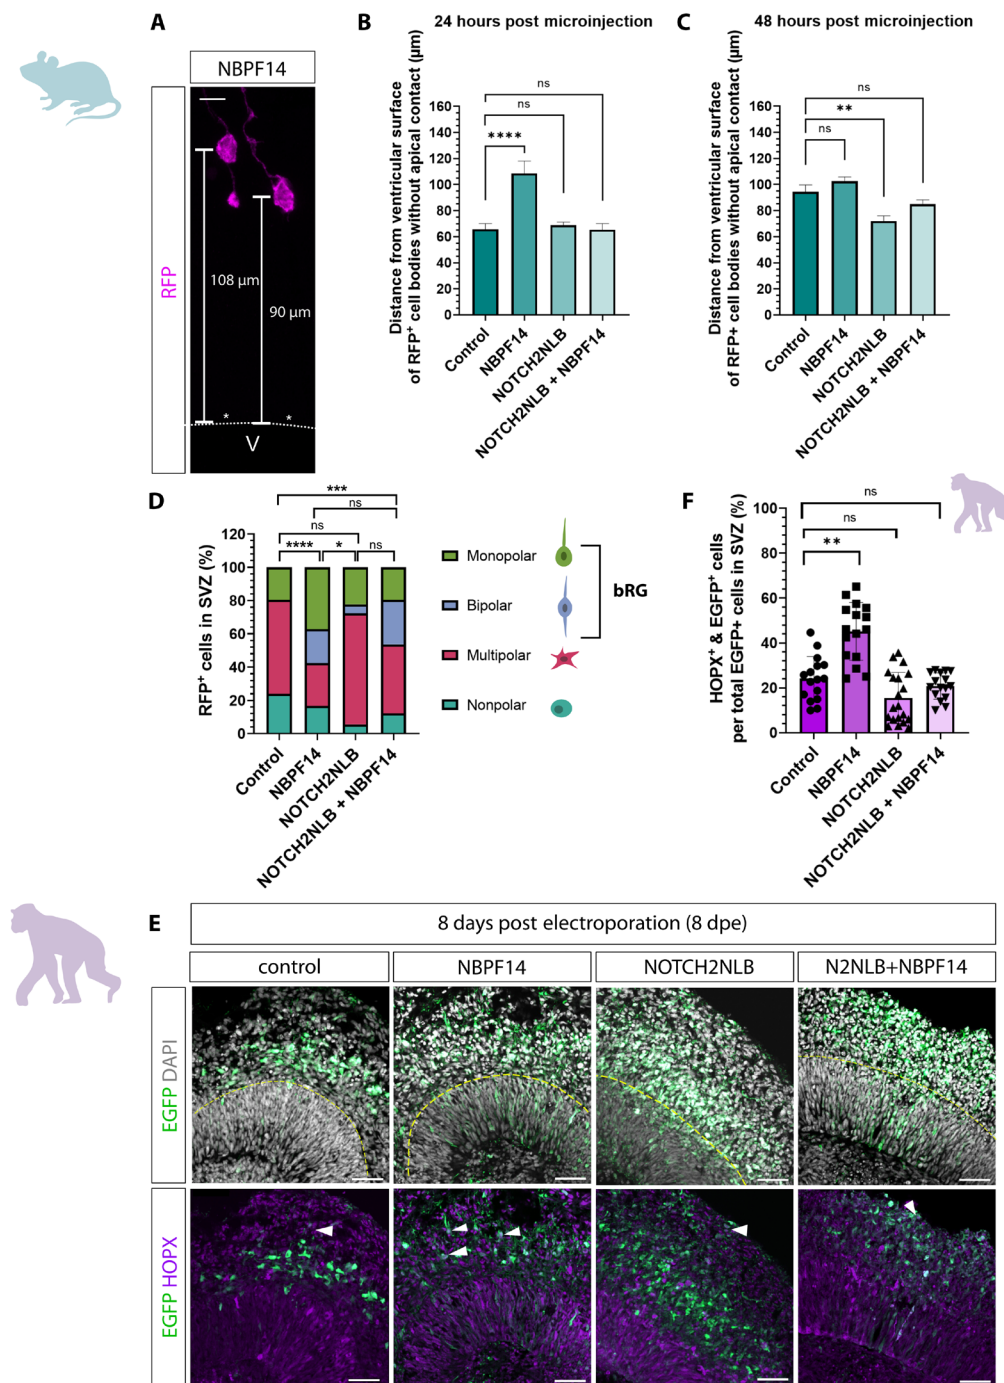 A
NBPF14
RFP
108 µm
90 µm
*
*
V
B
24 hours post microinjection
Distance from ventricular surface
of RFP⁺ cell bodies without apical contact (µm)
160
140
120
100
80
60
40
20
0
ns
ns
****
Control
NBPF14
NOTCH2NLB
NOTCH2NLB + NBPF14
C
48 hours post microinjection
Distance from ventricular surface
of RFP+ cell bodies without apical contact (µm)
160
140
120
100
80
60
40
20
0
ns
**
ns
Control
NBPF14
NOTCH2NLB
NOTCH2NLB + NBPF14
D
RFP⁺ cells in SVZ (%)
120
100
80
60
40
20
0
***
ns
ns
**** * ns
Control
NBPF14
NOTCH2NLB
NOTCH2NLB + NBPF14
Monopolar
Bipolar
Multipolar
Nonpolar
bRG
F
HOPX⁺ & EGFP⁺ cells
per total EGFP+ cells in SVZ (%)
100
80
60
40
20
0
ns
ns
**
Control
NBPF14
NOTCH2NLB
NOTCH2NLB + NBPF14
E
8 days post electroporation (8 dpe)
control
NBPF14
NOTCH2NLB
N2NLB+NBPF14
EGFP DAPI
EGFP HOPX